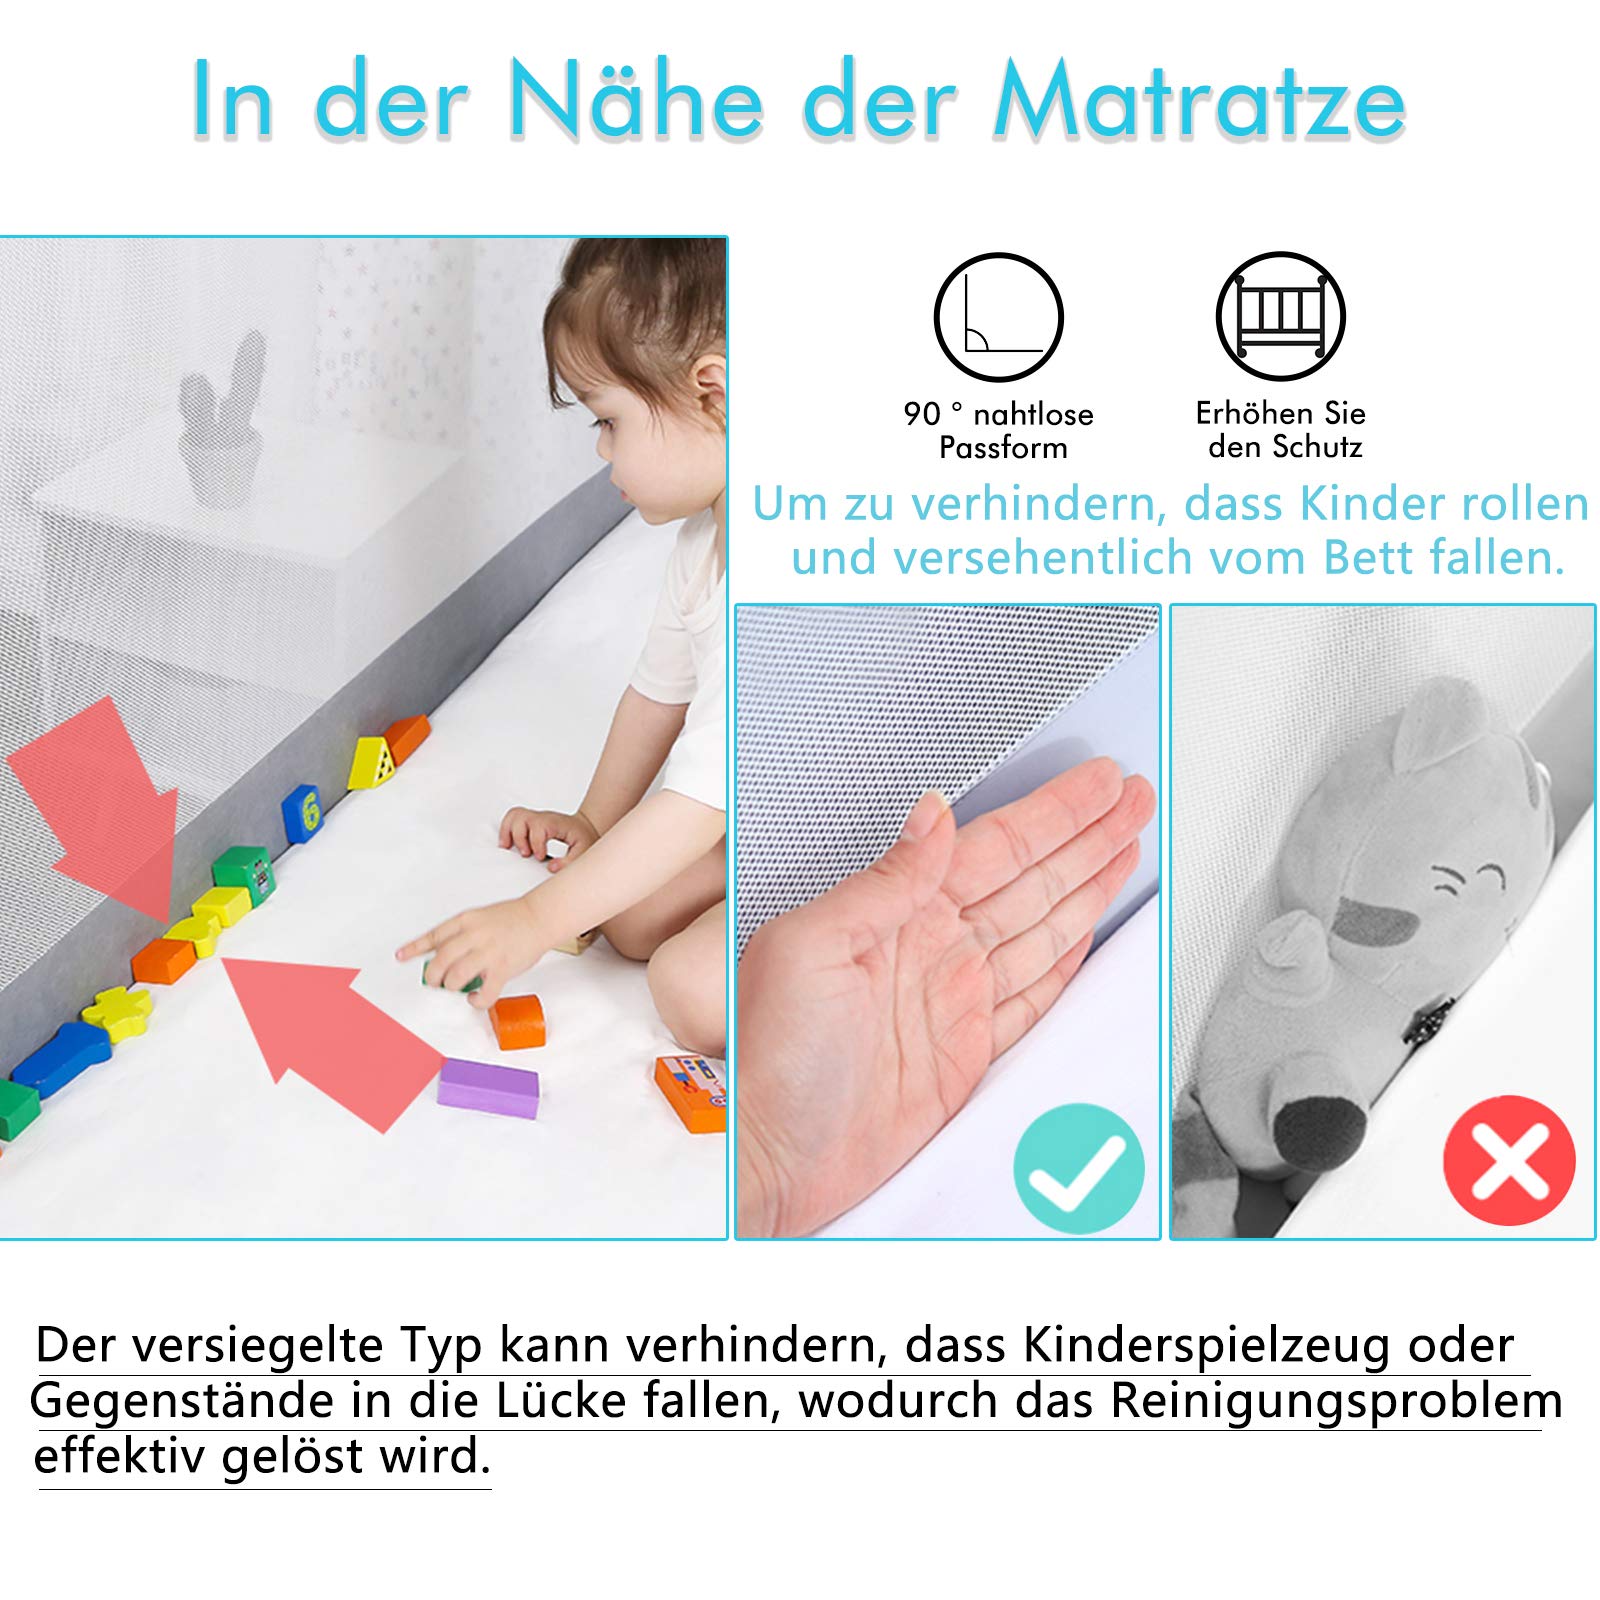 In der Nähe der Matratze
90 ° nahtlose
Passform
Erhöhen Sie
den Schutz
Um zu verhindern, dass Kinder rollen
und versehentlich vom Bett fallen.
6
Der versiegelte Typ kann verhindern, dass Kinderspielzeug oder
Gegenstände in die Lücke fallen, wodurch das Reinigungsproblem
effektiv gelöst wird.